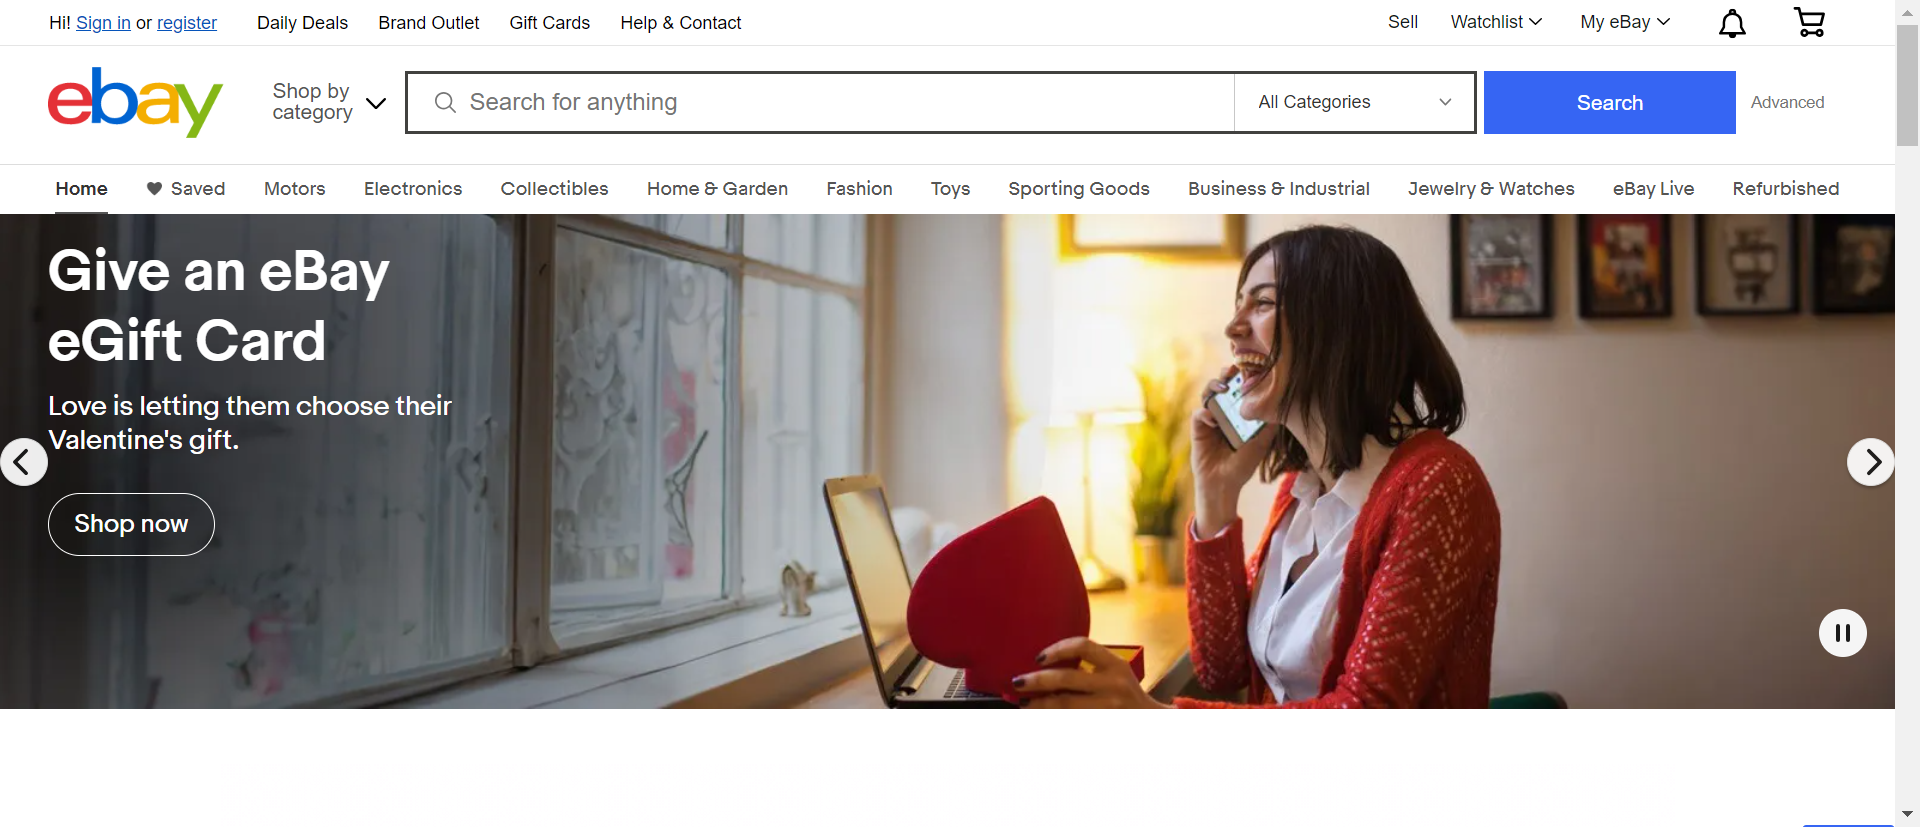 Hi! Sign in or register Daily Deals Brand Outlet Gift Cards Help & Contact Sell Watchlist My eBay
ebay
Shop by
category
Search for anything
All Categories
Search
Advanced
Home Saved Motors Electronics Collectibles Home & Garden Fashion Toys Sporting Goods Business & Industrial Jewelry & Watches eBay Live Refurbished
Give an eBay
eGift Card
Love is letting them choose their
Valentine's gift.
Shop now